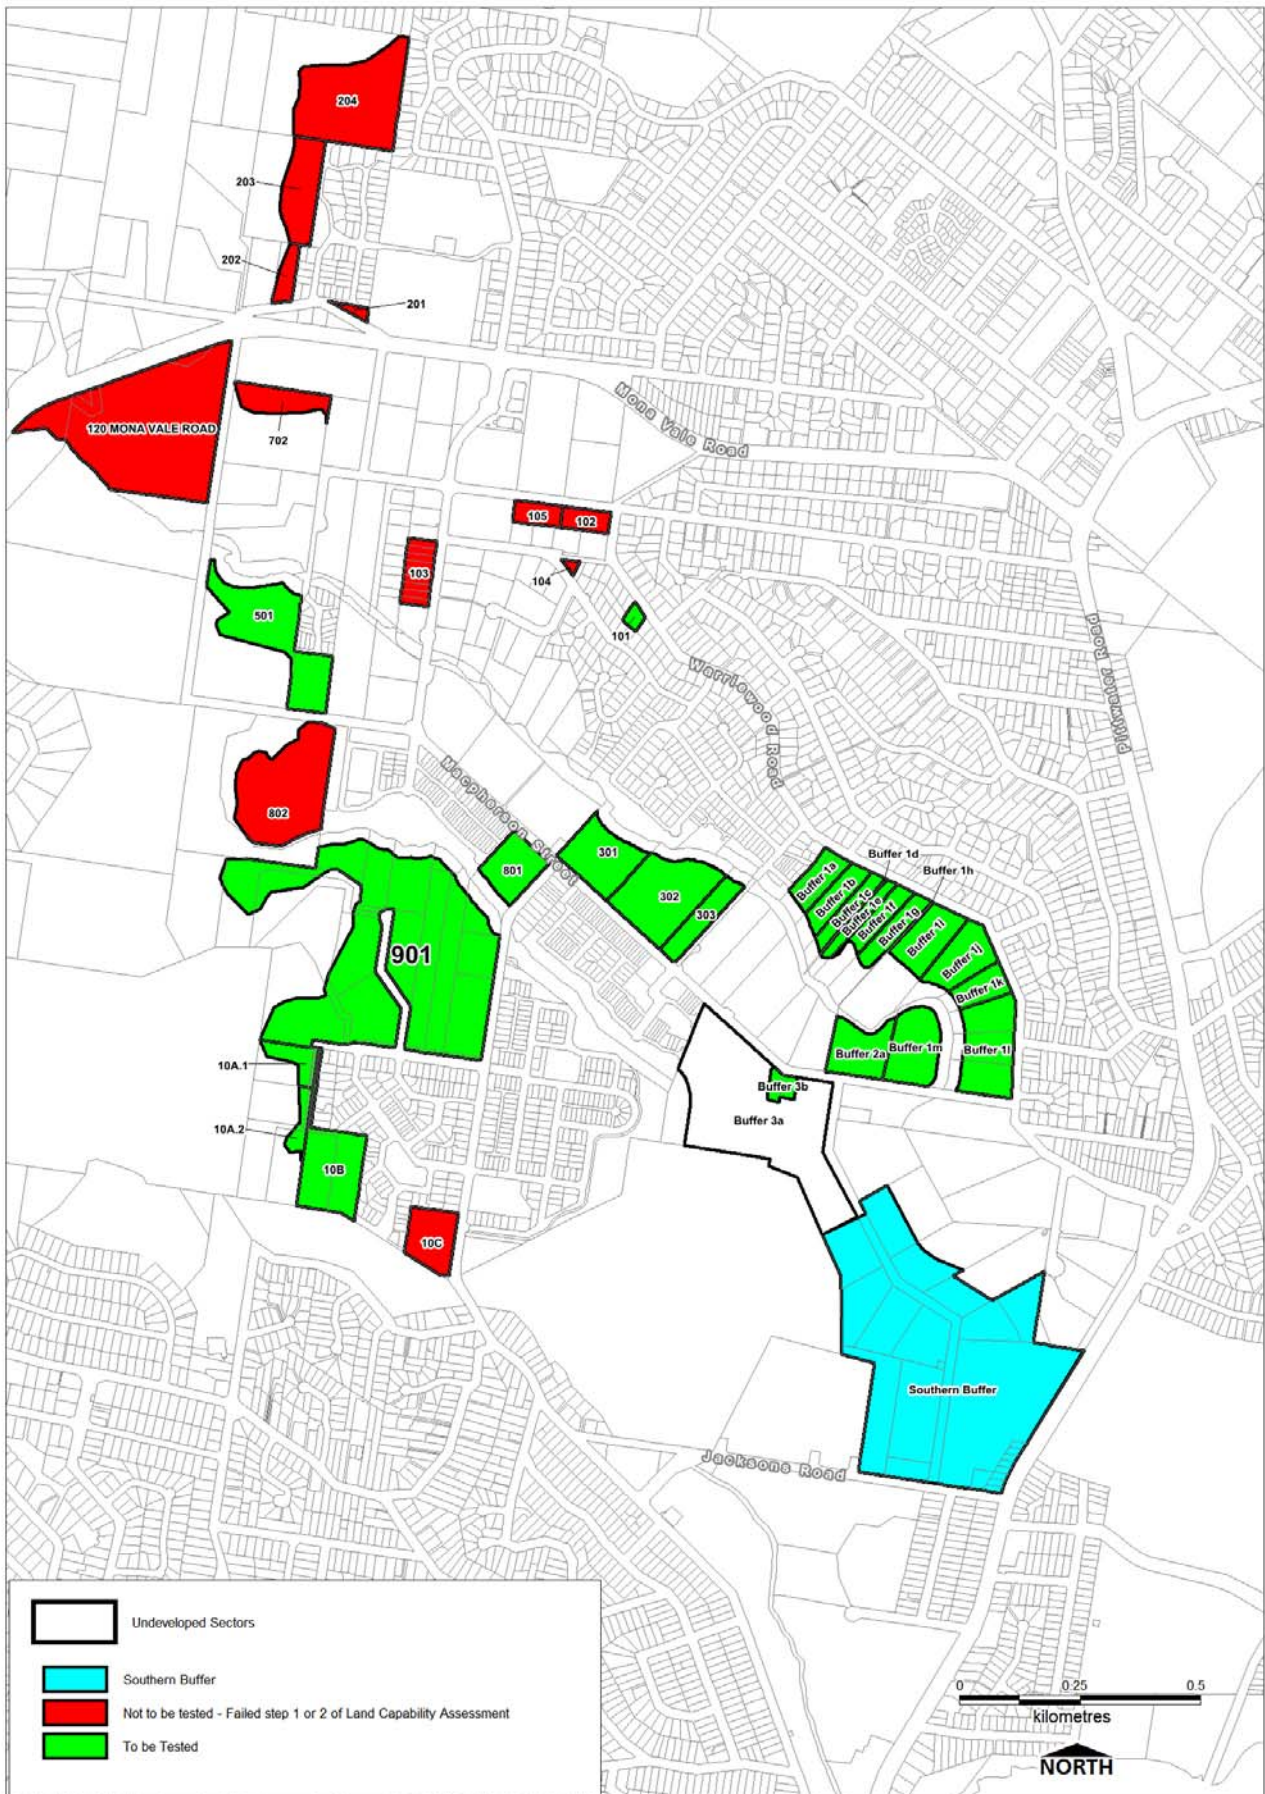 204
203
202
201
120 MONA VALE ROAD
702
Mona Vale Road
105
102
103
104
501
101
Warriewood Road
Pittwater Road
802
Macpherson Street
801
301
302
303
Buffer 1a
Buffer 1b
Buffer 1c
Buffer 1d
Buffer 1e
Buffer 1f
Buffer 1g
Buffer 1h
Buffer 1i
Buffer 1j
Buffer 1k
Buffer 1l
Buffer 1m
Buffer 2a
901
10A.1
Buffer 3b
Buffer 3a
10A.2
10B
10C
Southern Buffer
Jacksons Road
Undeveloped Sectors
Southern Buffer
Not to be tested - Failed step 1 or 2 of Land Capability Assessment
To be Tested
0 0.25 0.5
kilometres
NORTH